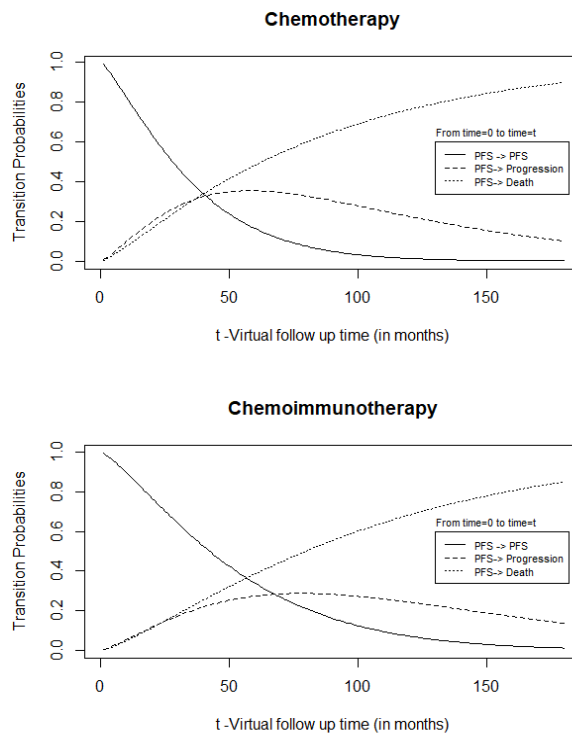 Chemotherapy
Transition Probabilities
1.0
0.8
0.6
0.4
0.2
0.0
From time=0 to time=t
PFS -> PFS
PFS-> Progression
PFS-> Death
0 50 100 150
t -Virtual follow up time (in months)
Chemoimmunotherapy
Transition Probabilities
1.0
0.8
0.6
0.4
0.2
0.0
From time=0 to time=t
PFS -> PFS
PFS-> Progression
PFS-> Death
0 50 100 150
t -Virtual follow up time (in months)